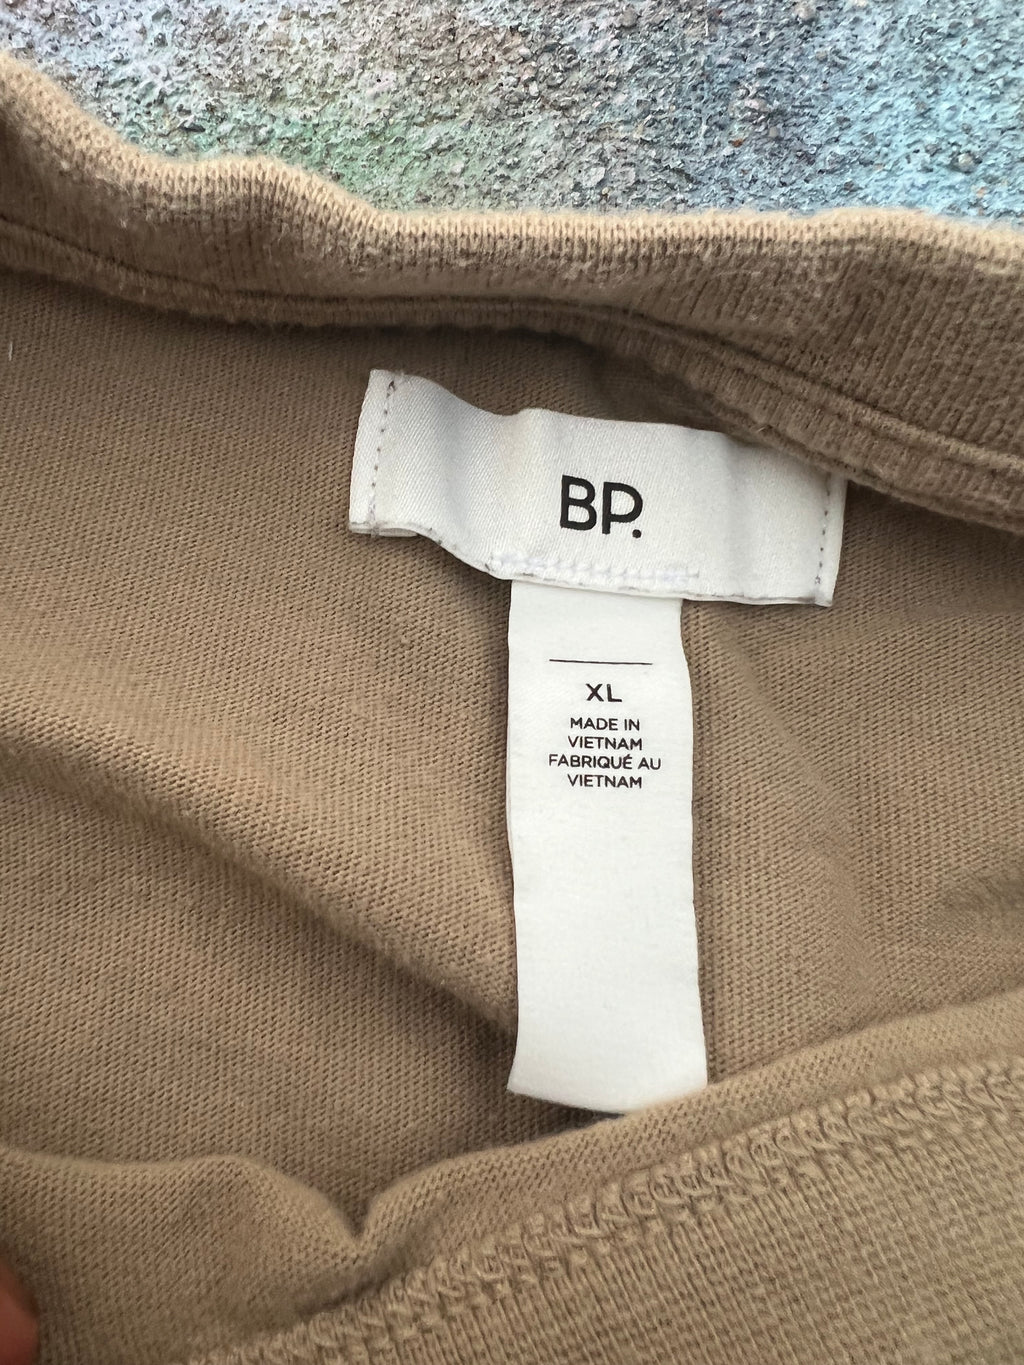 BP.
XL
MADE IN
VIETNAM
FABRIQUÉ AU
VIETNAM